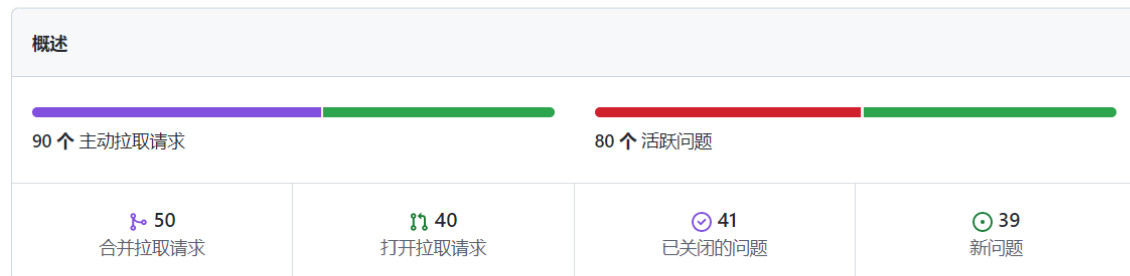 概述
90 个 主动拉取请求
80 个 活跃问题
50
合并拉取请求
40
打开拉取请求
41
已关闭的问题
39
新问题